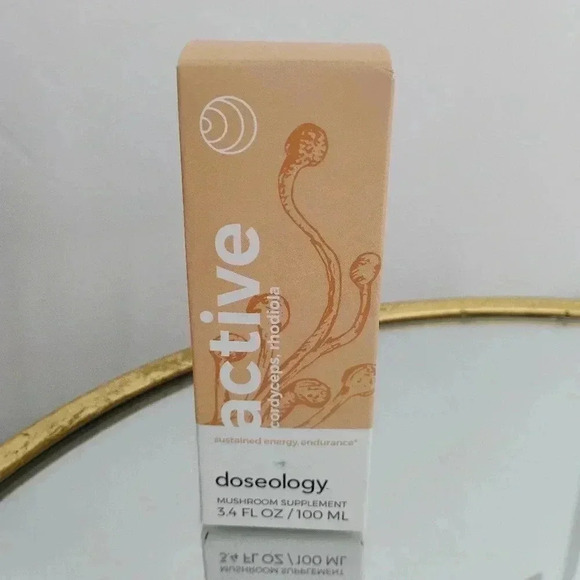 active
cordyceps. rhodiola
sustained energy. endurance*
doseology
MUSHROOM SUPPLEMENT
3.4 FL OZ / 100 ML